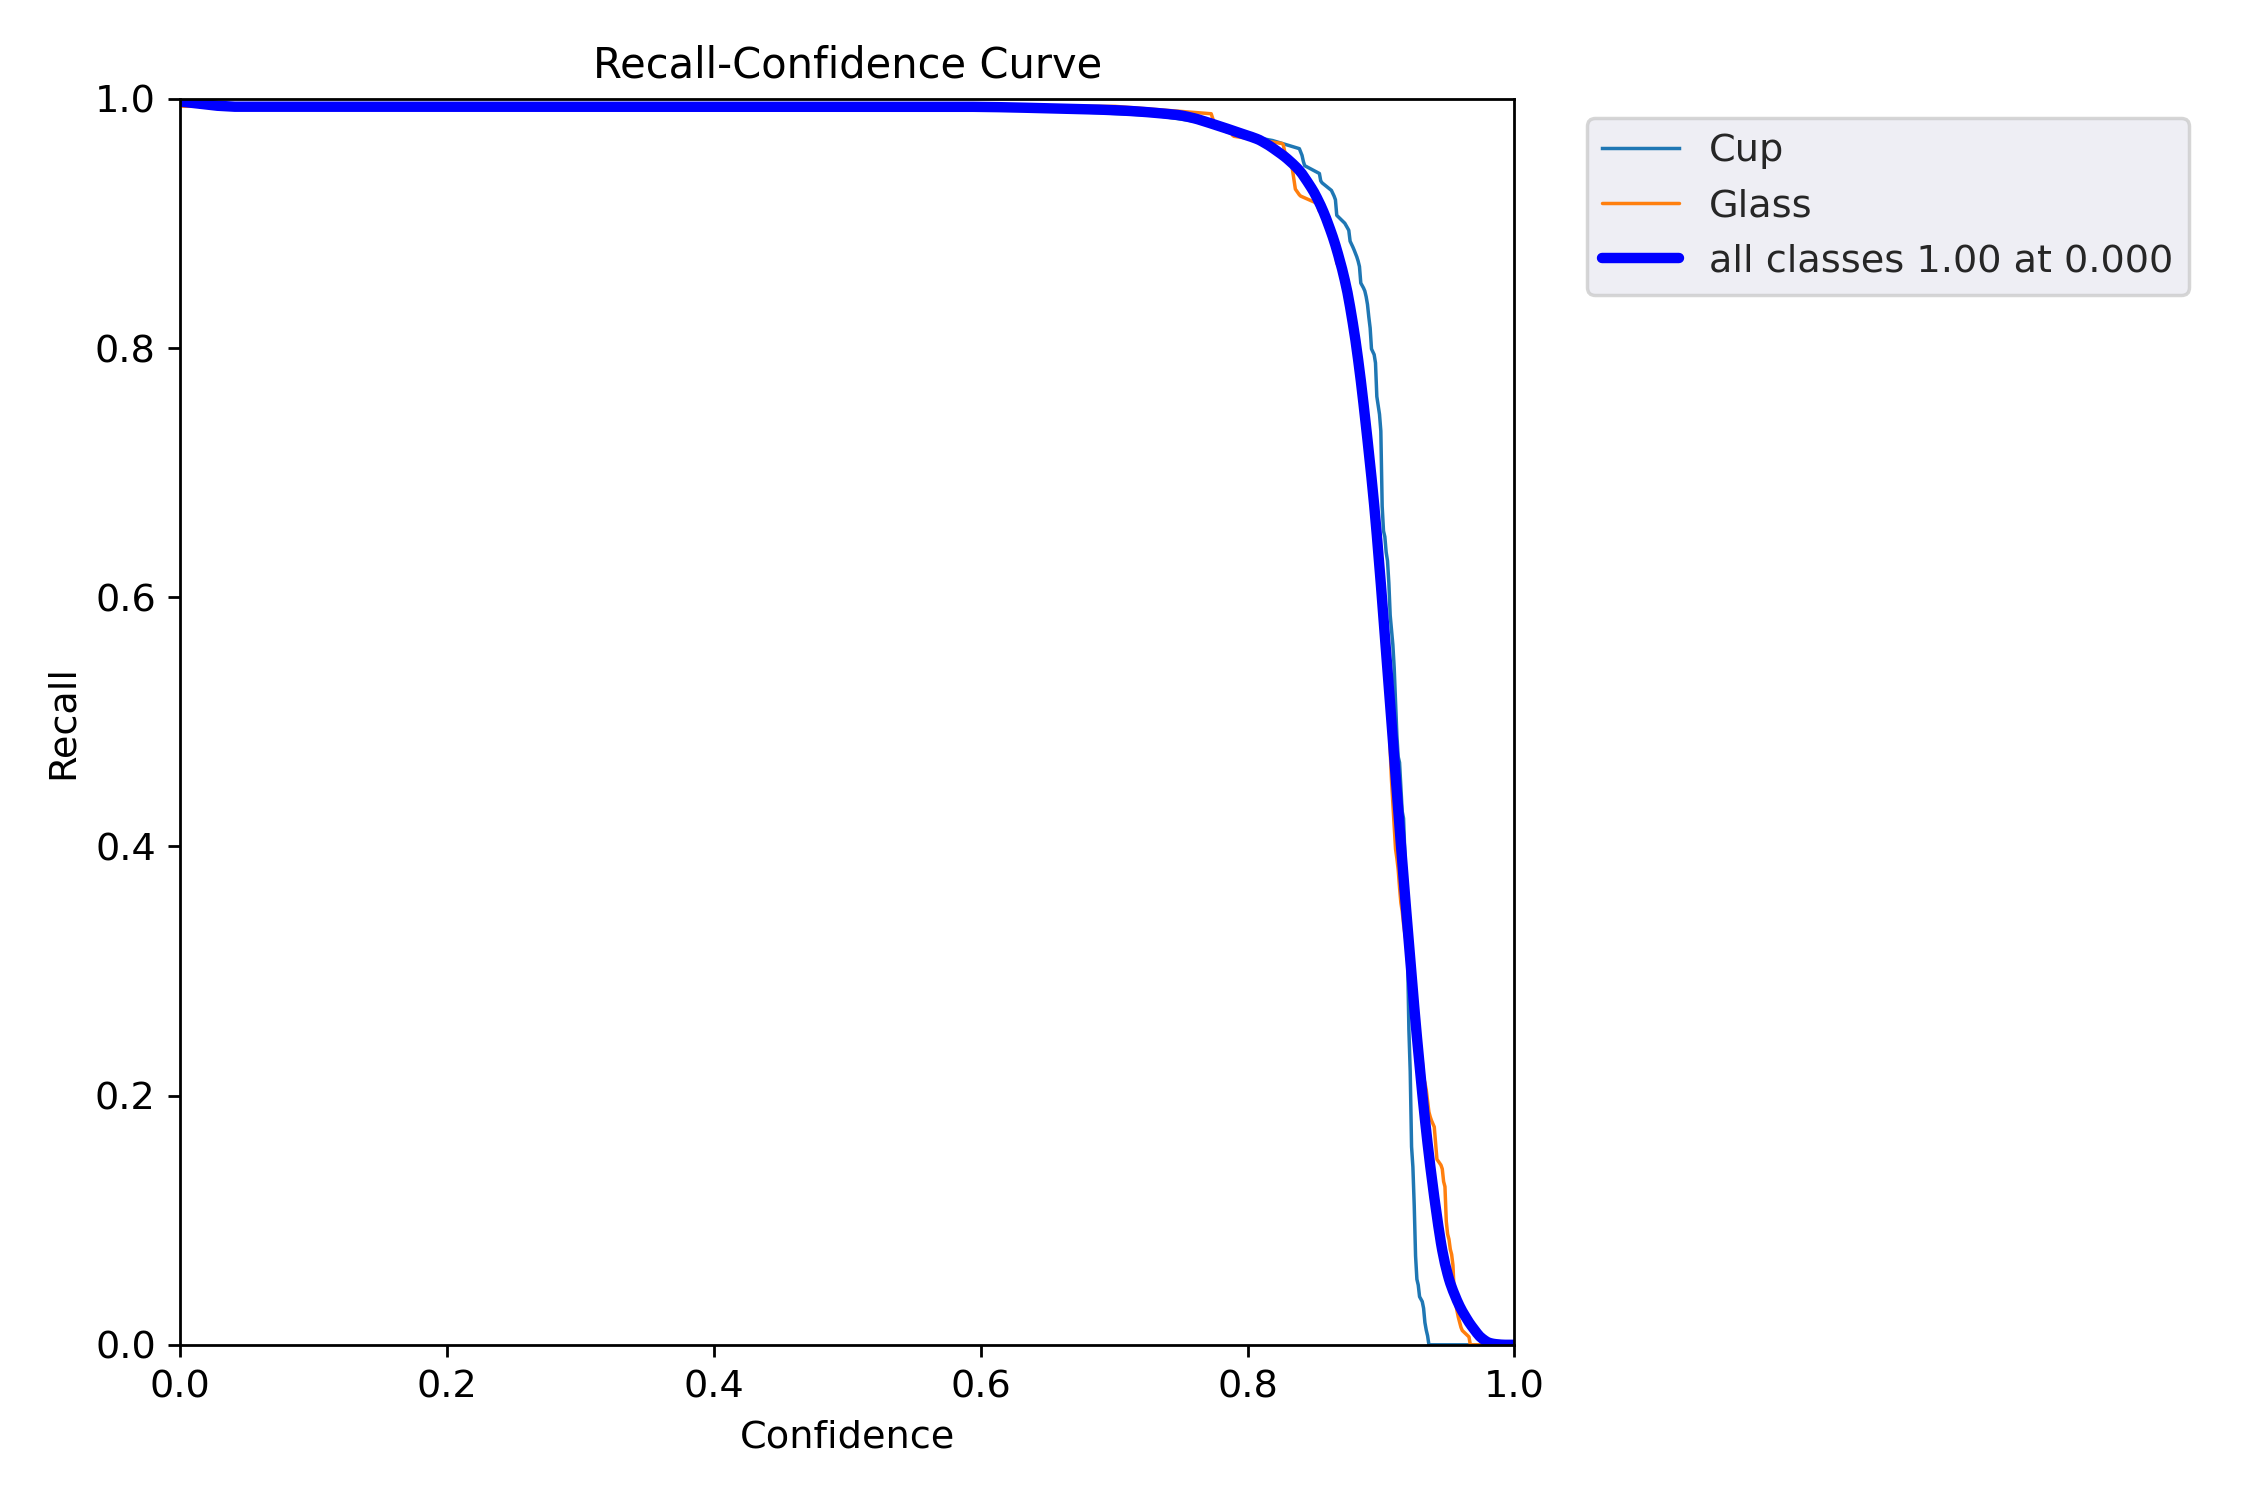 Recall-Confidence Curve
1.0
0.8
0.6
0.4
0.2
0.0
Recall
0.0 0.2 0.4 0.6 0.8 1.0
Confidence
Cup
Glass
all classes 1.00 at 0.000